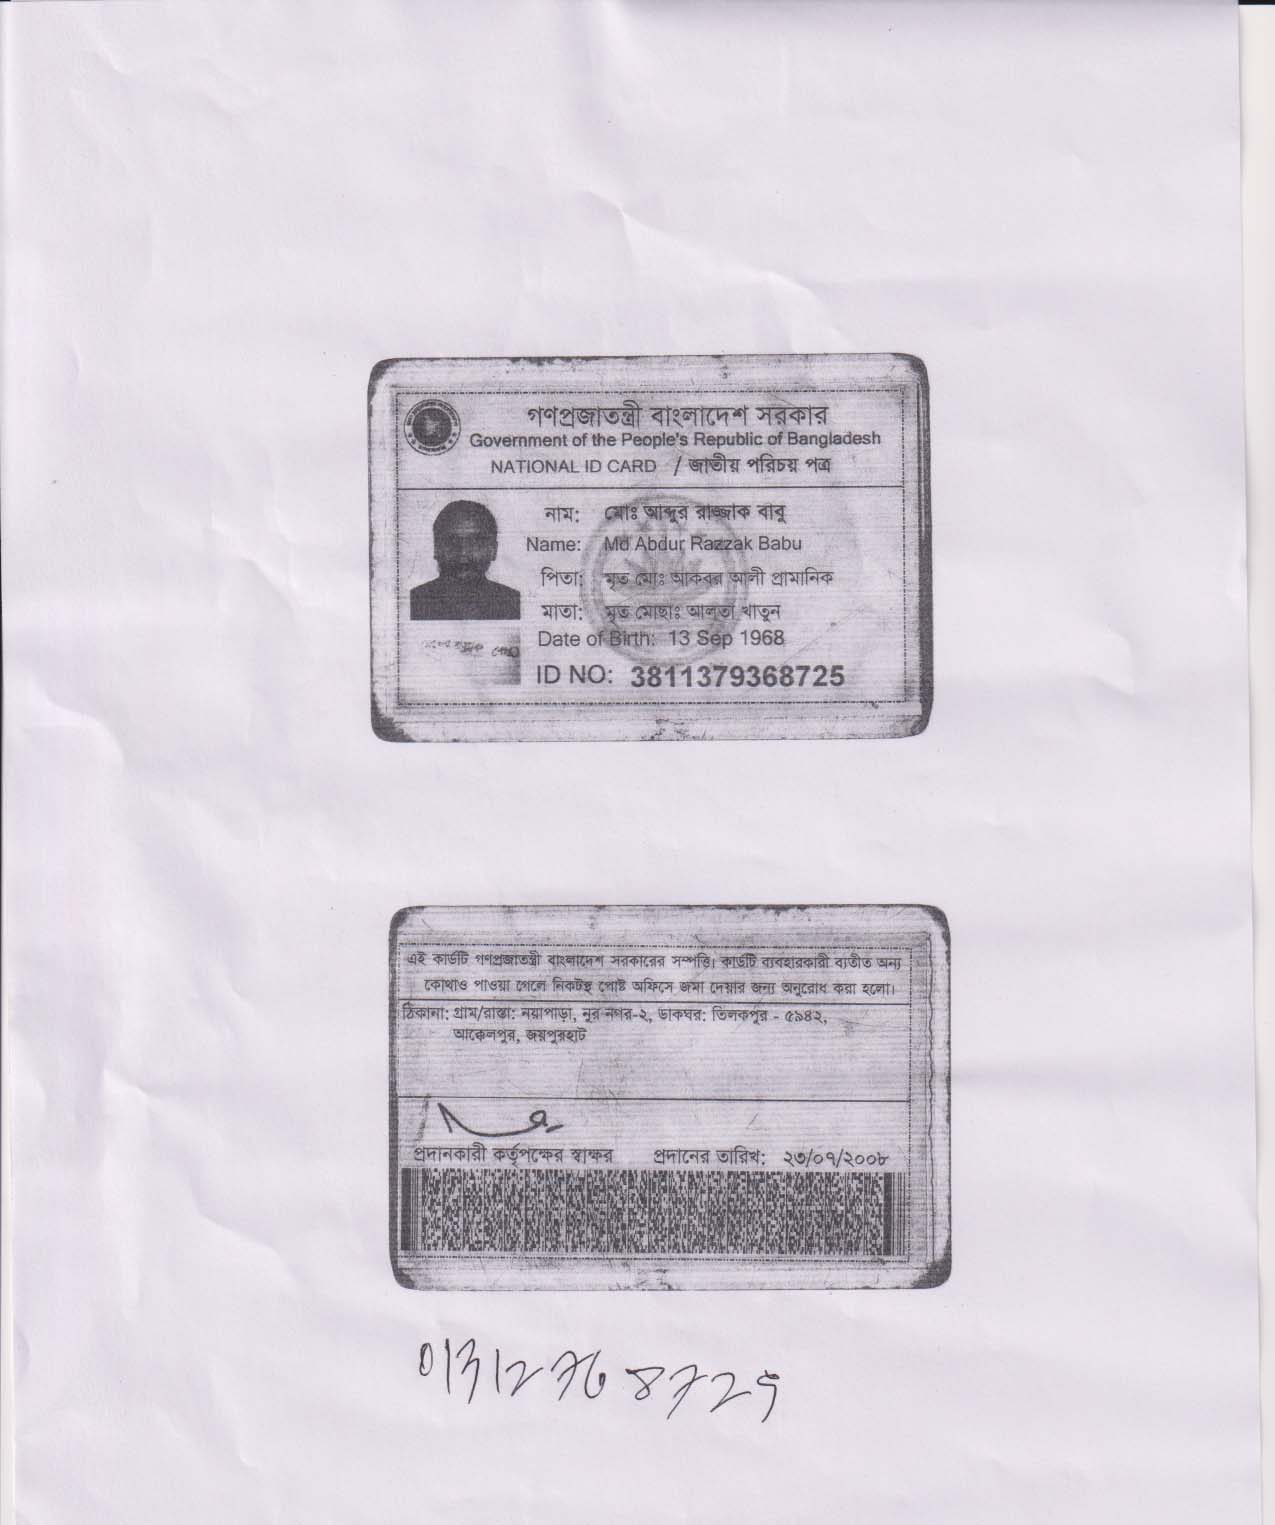 গণপ্রজাতন্ত্রী বাংলাদেশ সরকার
Government of the People's Republic of Bangladesh
NATIONAL ID CARD / জাতীয় পরিচয় পত্র
নাম: মোঃ আব্দুর রাজ্জাক বাবু
Name: Md Abdur Razzak Babu
পিতা: মৃত মোঃ আকবর আলী প্রামানিক
মাতা: মৃত মোছাঃ আলতা খাতুন
Date of Birth: 13 Sep 1968
ID NO: 3811379368725
এই কার্ডটি গণপ্রজাতন্ত্রী বাংলাদেশ সরকারের সম্পত্তি। কার্ডটি ব্যবহারকারী ব্যতীত অন্য
কোথাও পাওয়া গেলে নিকটস্থ পোষ্ট অফিসে জমা দেয়ার জন্য অনুরোধ করা হলো।
ঠিকানা: গ্রাম/রাস্তা: নয়াপাড়া, নুর নগর-২, ডাকঘর: তিলকপুর - ৫৯৪২,
আক্কেলপুর, জয়পুরহাট
প্রদানকারী কর্তৃপক্ষের স্বাক্ষর প্রদানের তারিখ: ২৩/০৭/২০০৮
01312768725